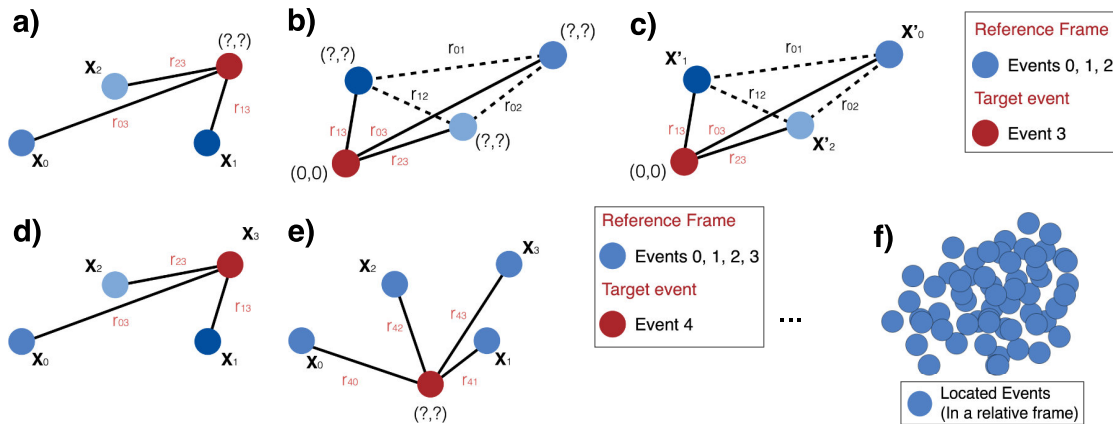 a)
(?,?)
X₂
r₂₃
r₁₃
r₀₃
X₀
X₁
b)
(?,?)
(?,?)
r₀₁
r₁₂
r₀₂
r₁₃
r₀₃
(?,?)
r₂₃
(0,0)
c)
X'₀
X'₁
r₀₁
r₁₂
r₀₂
r₁₃
r₀₃
X'₂
r₂₃
(0,0)
Reference Frame
Events 0, 1, 2
Target event
Event 3
d)
X₃
X₂
r₂₃
r₁₃
r₀₃
X₀
X₁
e)
X₃
X₂
r₄₂
r₄₃
X₀
X₁
r₄₀
r₄₁
(?,?)
Reference Frame
Events 0, 1, 2, 3
Target event
Event 4
...
f)
Located Events
(In a relative frame)